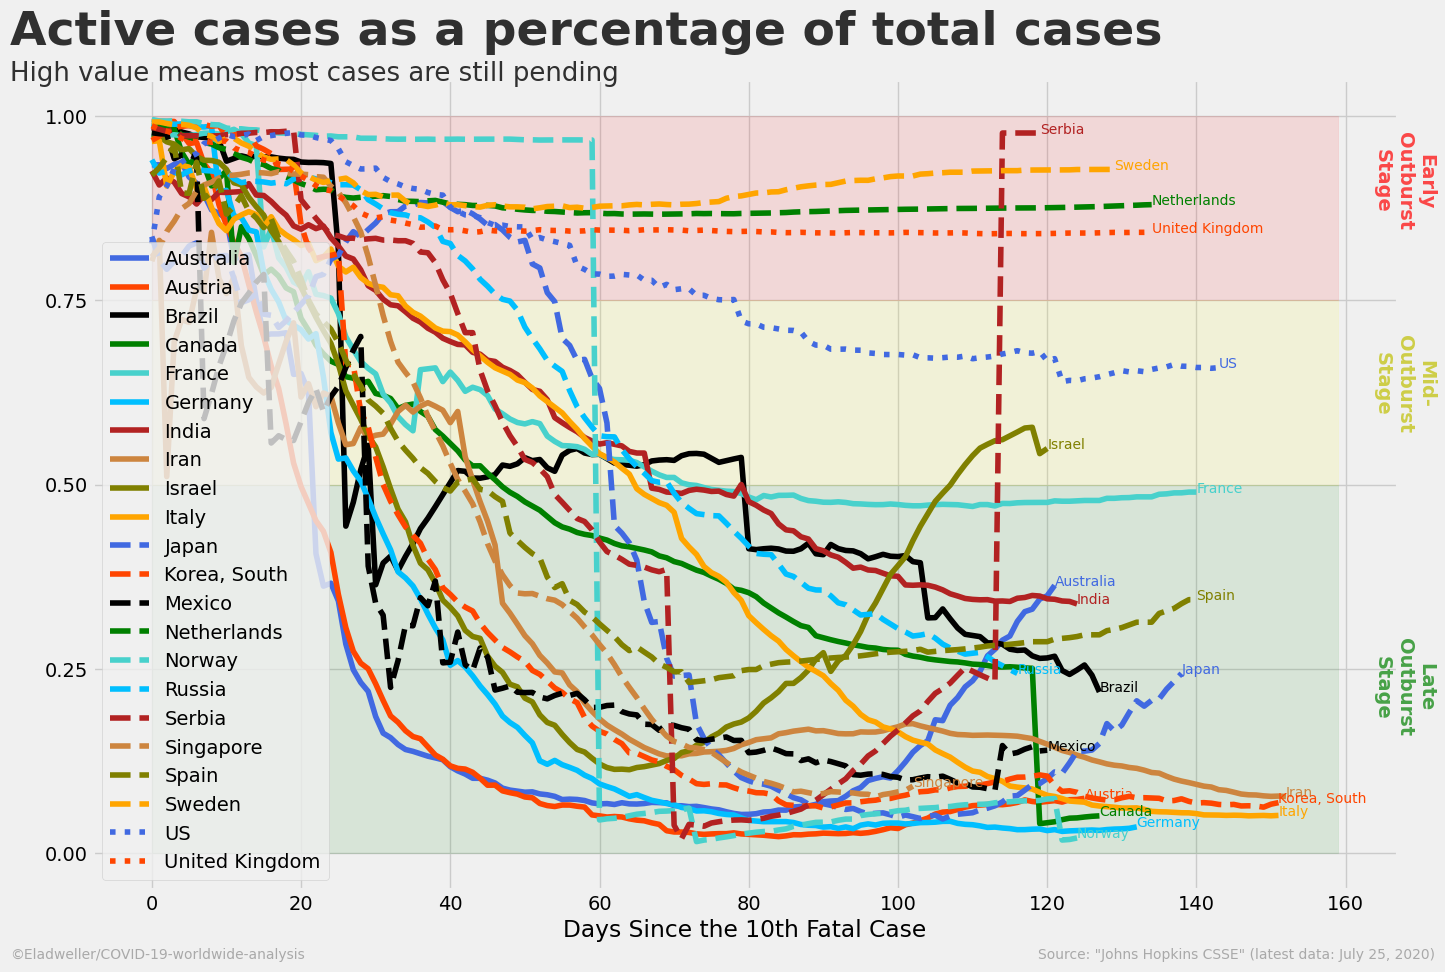 Active cases as a percentage of total cases
High value means most cases are still pending
1.00
0.75
0.50
0.25
0.00
0
20
40
60
80
100
120
140
160
Days Since the 10th Fatal Case
Australia
Austria
Brazil
Canada
France
Germany
India
Iran
Israel
Italy
Japan
Korea, South
Mexico
Netherlands
Norway
Russia
Serbia
Singapore
Spain
Sweden
US
United Kingdom
Serbia
Sweden
Netherlands
United Kingdom
US
Israel
France
Australia
India
Spain
Russia
Japan
Brazil
Mexico
Singapore
Austria
Iran
Korea, South
Canada
Italy
Germany
Norway
Early
Outburst
Stage
Mid-
Outburst
Stage
Late
Outburst
Stage
©Eladweller/COVID-19-worldwide-analysis
Source: "Johns Hopkins CSSE" (latest data: July 25, 2020)